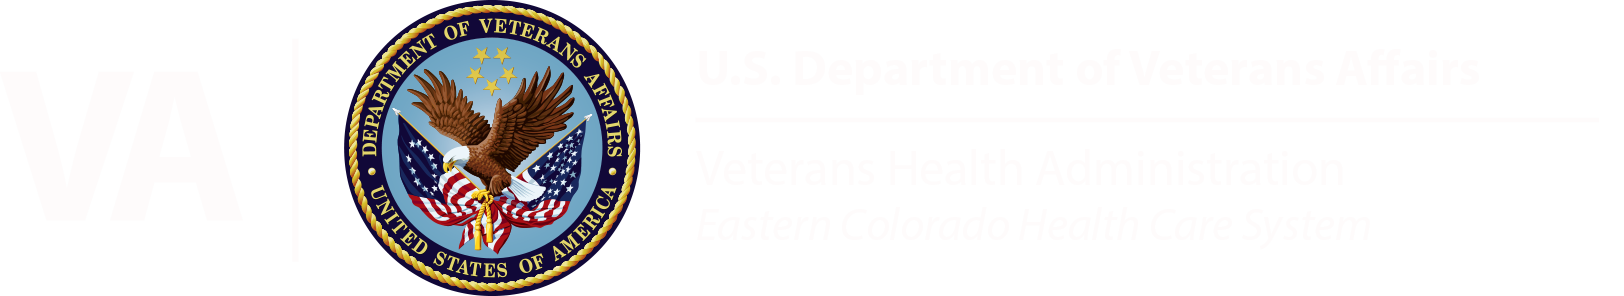 VA
DEPARTMENT OF VETERANS AFFAIRS
UNITED STATES OF AMERICA
U.S. Department of Veterans Affairs
Veterans Health Administration
Eastern Colorado Health Care System